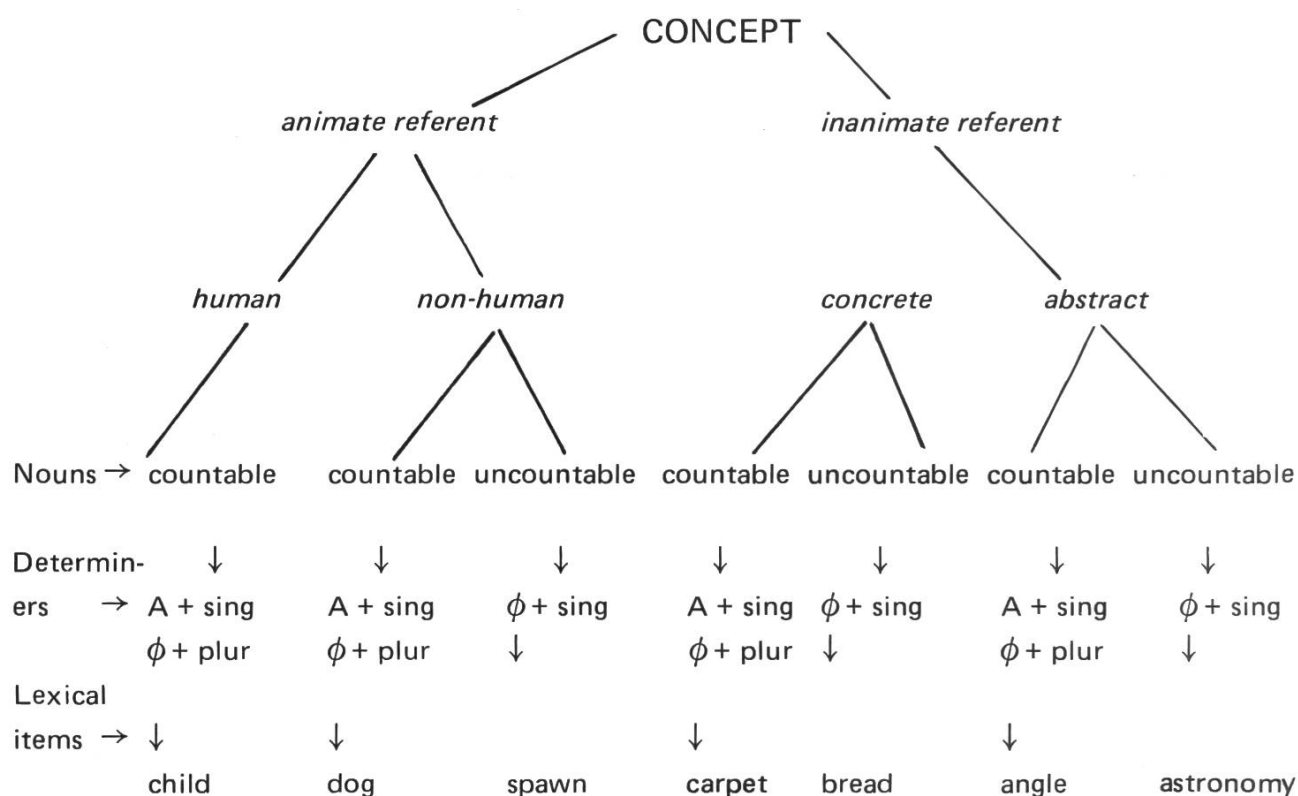 CONCEPT
animate referent inanimate referent
human non-human concrete abstract
Nouns → countable countable uncountable countable uncountable countable uncountable
Determin- ↓ ↓ ↓ ↓ ↓ ↓ ↓
ers → A + sing A + sing ϕ + sing A + sing ϕ + sing A + sing ϕ + sing
ϕ + plur ϕ + plur ↓ ϕ + plur ↓ ϕ + plur ↓
Lexical
items → ↓ ↓ ↓ ↓
child dog spawn carpet bread angle astronomy